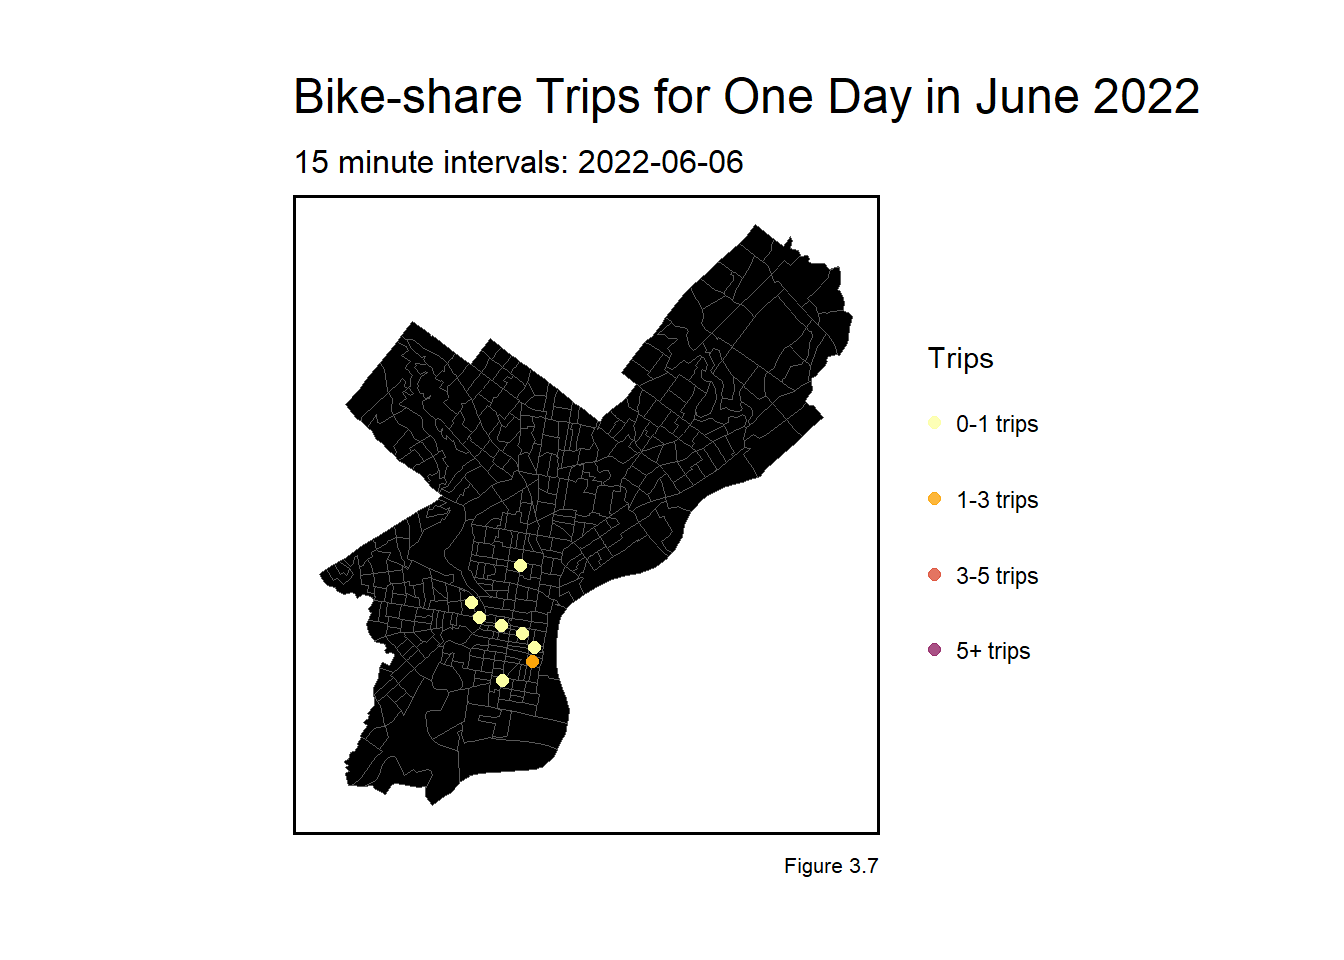 Bike-share Trips for One Day in June 2022
15 minute intervals: 2022-06-06
Trips
0-1 trips
1-3 trips
3-5 trips
5+ trips
Figure 3.7